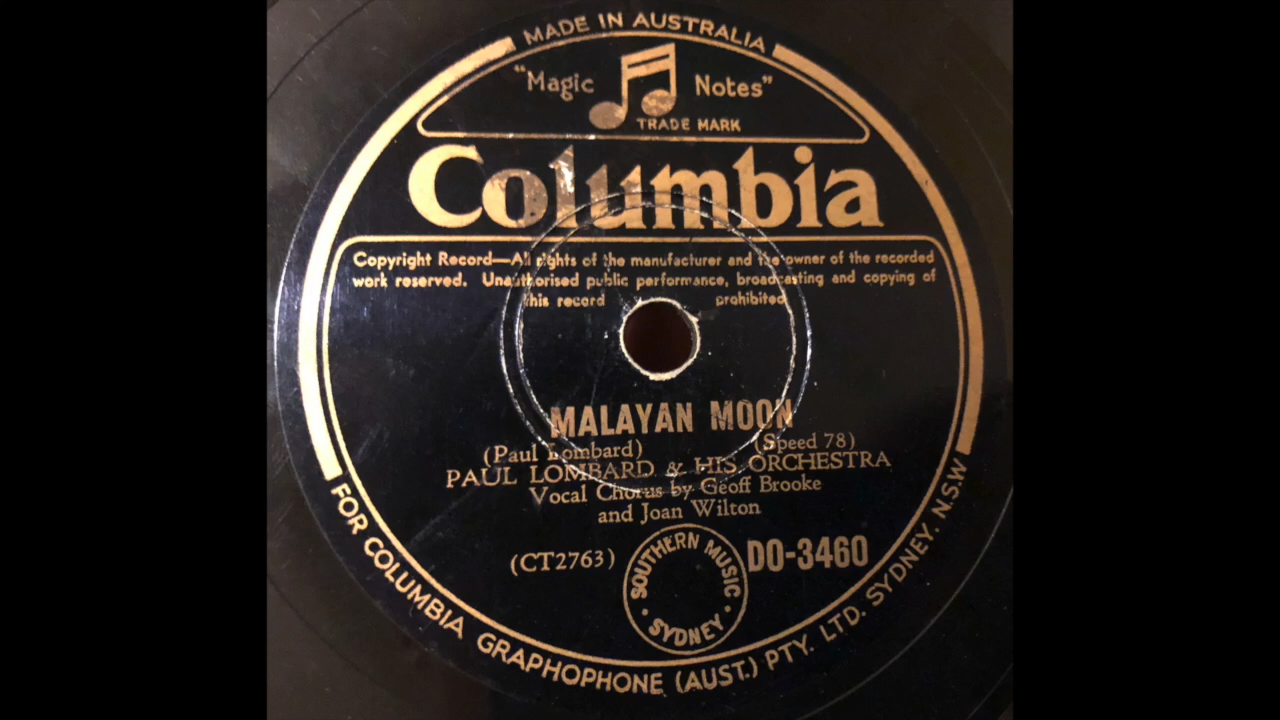 MADE IN AUSTRALIA
"Magic Notes"
TRADE MARK
Columbia
Copyright Record—All rights of the manufacturer and the owner of the recorded
work reserved. Unauthorised public performance, broadcasting and copying of
this record prohibited
MALAYAN MOON
(Paul Lombard) (Speed 78)
PAUL LOMBARD & HIS ORCHESTRA
Vocal Chorus by Geoff Brooke
and Joan Wilton
(CT2763)
SOUTHERN MUSIC
· SYDNEY ·
DO-3460
FOR COLUMBIA GRAPHOPHONE (AUST.) PTY. LTD. SYDNEY. N.S.W